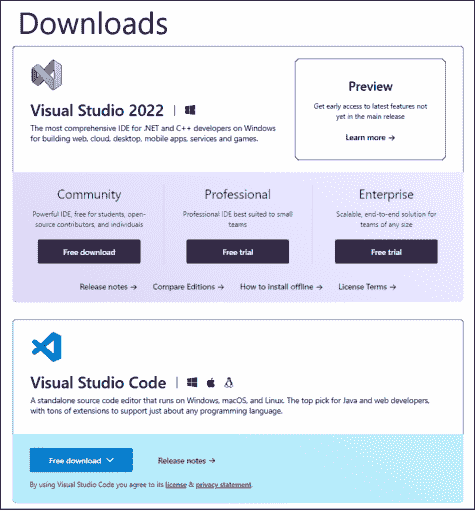 Downloads
Visual Studio 2022
The most comprehensive IDE for .NET and C++ developers on Windows
for building web, cloud, desktop, mobile apps, services and games.
Preview
Get early access to latest features not
yet in the main release
Learn more →
Community
Powerful IDE, free for students, open-
source contributors, and individuals
Free download
Professional
Professional IDE best suited to small
teams
Free trial
Enterprise
Scalable, end-to-end solution for
teams of any size
Free trial
Release notes → Compare Editions → How to install offline → License Terms →
Visual Studio Code
A standalone source code editor that runs on Windows, macOS, and Linux. The top pick for Java and web developers,
with tons of extensions to support just about any programming language.
Free download Release notes →
By using Visual Studio Code you agree to its license & privacy statement.